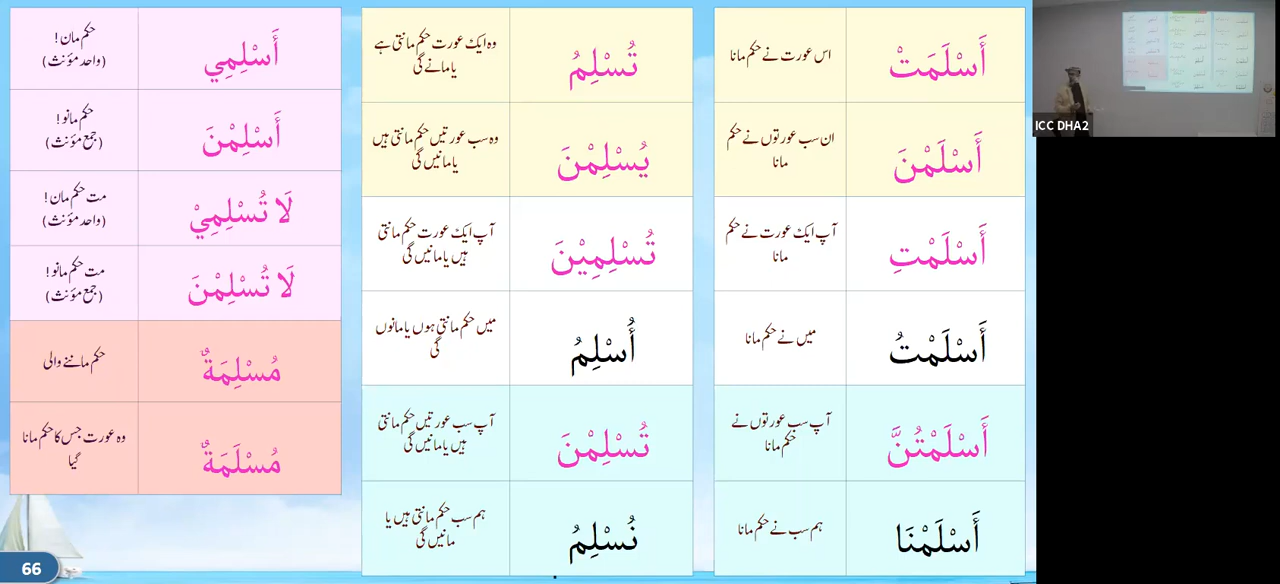 أَسْلَمَتْ
اس عورت نے حکم مانا
أَسْلَمْنَ
ان سب عورتوں نے حکم
مانا
أَسْلَمْتِ
آپ ایک عورت نے حکم
مانا
أَسْلَمْتُ
میں نے حکم مانا
أَسْلَمْتُنَّ
آپ سب عورتوں نے
حکم مانا
أَسْلَمْنَا
ہم سب نے حکم مانا
تُسْلِمُ
وہ ایک عورت حکم مانتی ہے
یا مانے گی
يُسْلِمْنَ
وہ سب عورتیں حکم مانتی ہیں
یا مانیں گی
تُسْلِمِيْنَ
آپ ایک عورت حکم مانتی
ہیں یا مانیں گی
أُسْلِمُ
میں حکم مانتی ہوں یا مانوں
گی
تُسْلِمْنَ
آپ سب عورتیں حکم مانتی
ہیں یا مانیں گی
نُسْلِمُ
ہم سب حکم مانتی ہیں یا
مانیں گی
أَسْلِمِي
حکم مان!
(واحد مؤنث)
أَسْلِمْنَ
حکم مانو!
(جمع مؤنث)
لَا تُسْلِمِيْ
مت حکم مان!
(واحد مؤنث)
لَا تُسْلِمْنَ
مت حکم مانو!
(جمع مؤنث)
مُسْلِمَةٌ
حکم ماننے والی
مُسْلَمَةٌ
وہ عورت جس کا حکم مانا
گیا
66
ICC DHA2